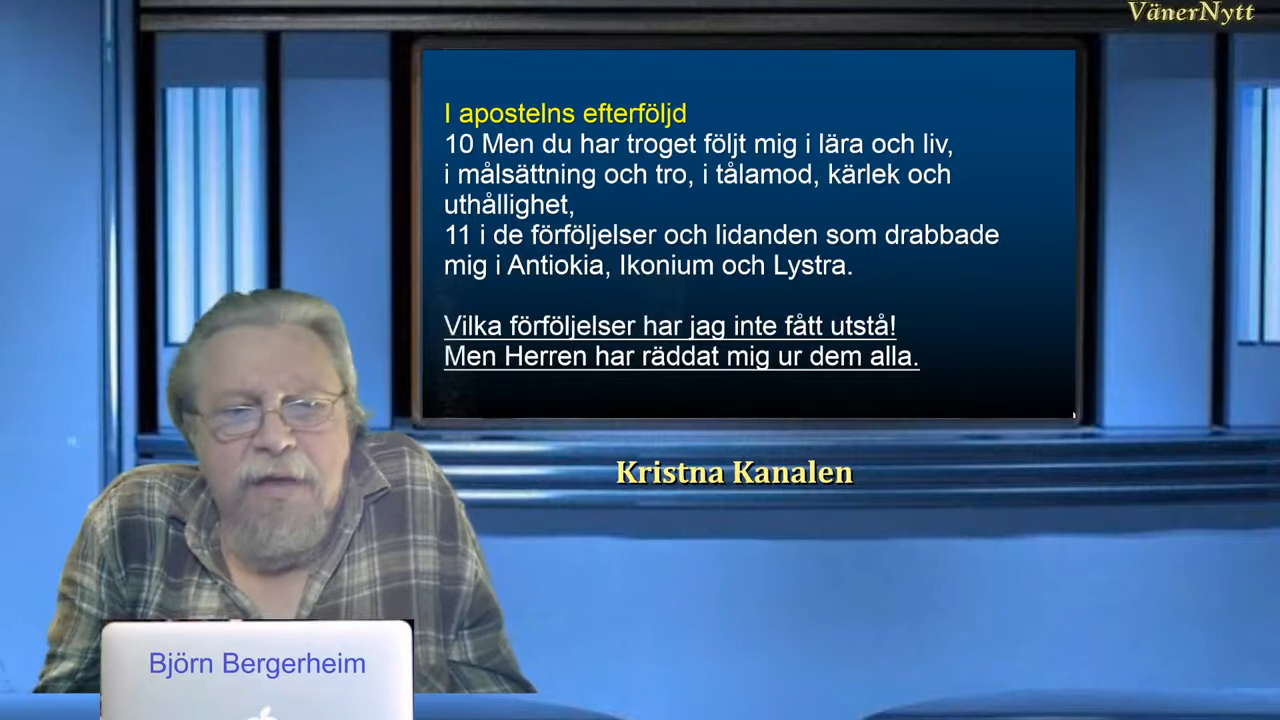 VänerNytt
I apostelns efterföljd
10 Men du har troget följt mig i lära och liv,
i målsättning och tro, i tålamod, kärlek och
uthållighet,
11 i de förföljelser och lidanden som drabbade
mig i Antiokia, Ikonium och Lystra.
Vilka förföljelser har jag inte fått utstå!
Men Herren har räddat mig ur dem alla.
Kristna Kanalen
Björn Bergerheim